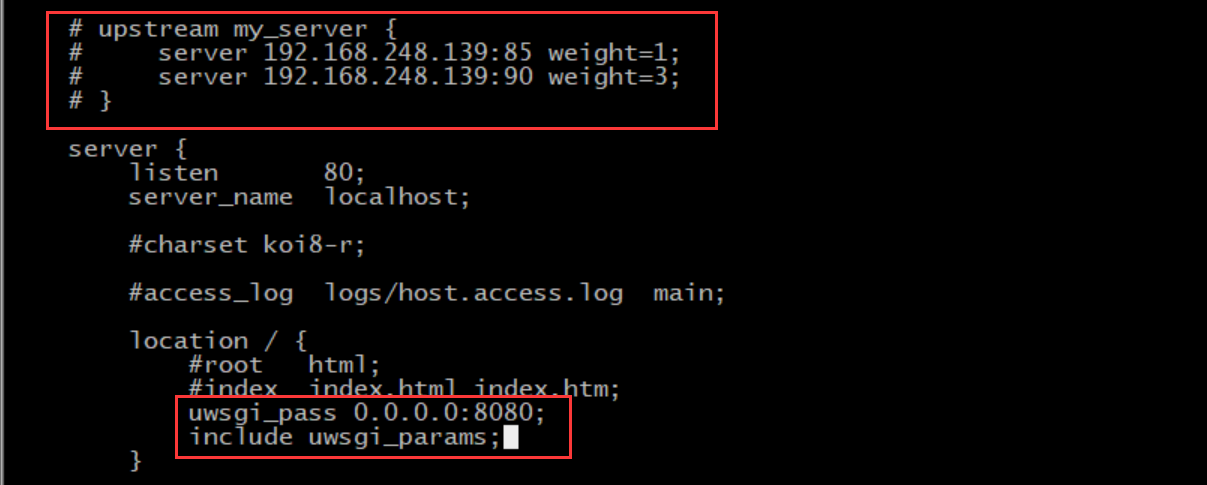 # upstream my_server {
#     server 192.168.248.139:85 weight=1;
#     server 192.168.248.139:90 weight=3;
# }
server {
    listen       80;
    server_name  localhost;
    #charset koi8-r;
    #access_log  logs/host.access.log  main;
    location / {
        #root   html;
        #index  index.html index.htm;
        uwsgi_pass 0.0.0.0:8080;
        include uwsgi_params;
    }